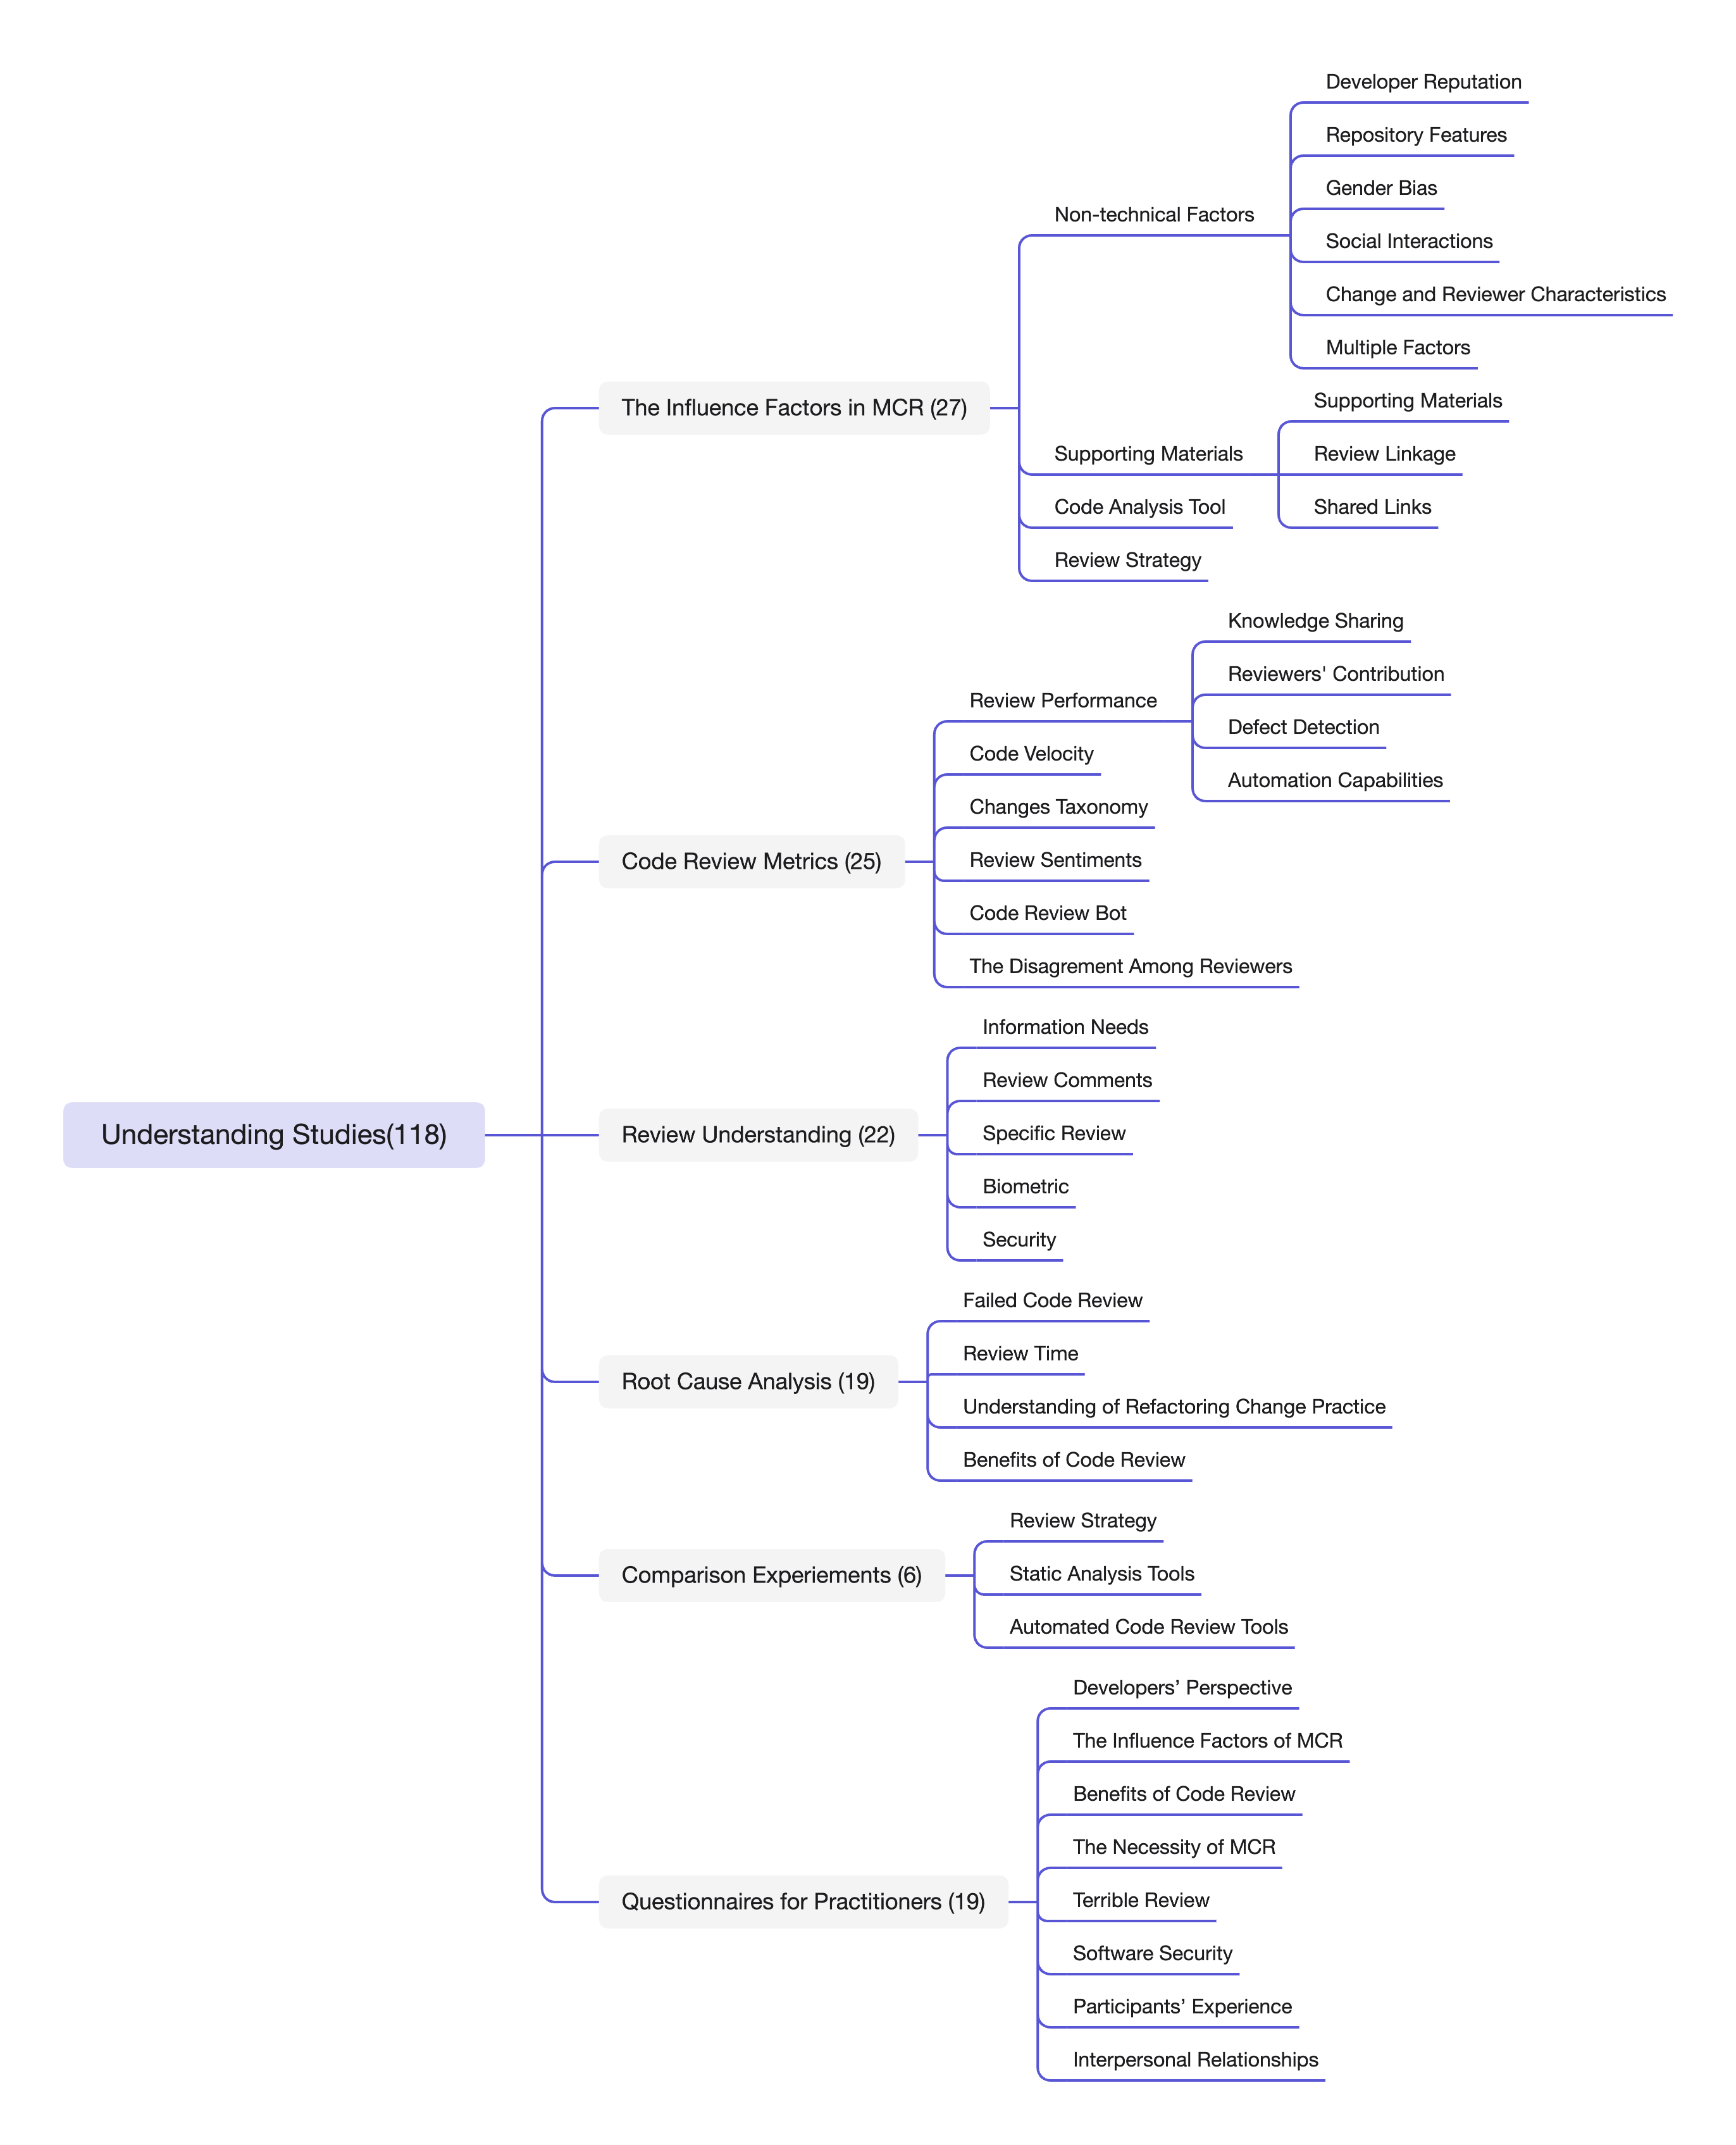 Understanding Studies(118)
The Influence Factors in MCR (27)
Non-technical Factors
Developer Reputation
Repository Features
Gender Bias
Social Interactions
Change and Reviewer Characteristics
Multiple Factors
Supporting Materials
Supporting Materials
Review Linkage
Shared Links
Code Analysis Tool
Review Strategy
Code Review Metrics (25)
Review Performance
Knowledge Sharing
Reviewers' Contribution
Defect Detection
Automation Capabilities
Code Velocity
Changes Taxonomy
Review Sentiments
Code Review Bot
The Disagrement Among Reviewers
Review Understanding (22)
Information Needs
Review Comments
Specific Review
Biometric
Security
Root Cause Analysis (19)
Failed Code Review
Review Time
Understanding of Refactoring Change Practice
Benefits of Code Review
Comparison Experiements (6)
Review Strategy
Static Analysis Tools
Automated Code Review Tools
Questionnaires for Practitioners (19)
Developers’ Perspective
The Influence Factors of MCR
Benefits of Code Review
The Necessity of MCR
Terrible Review
Software Security
Participants’ Experience
Interpersonal Relationships